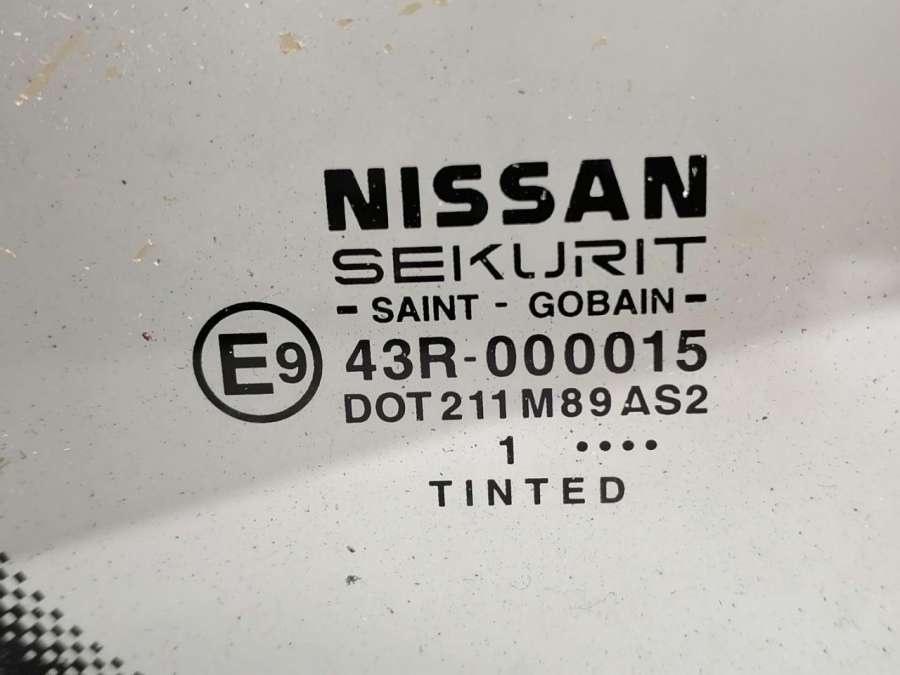 NISSAN
SEKURIT
- SAINT - GOBAIN -
E9 43R-000015
DOT 211 M89 AS2
1 ••••
TINTED